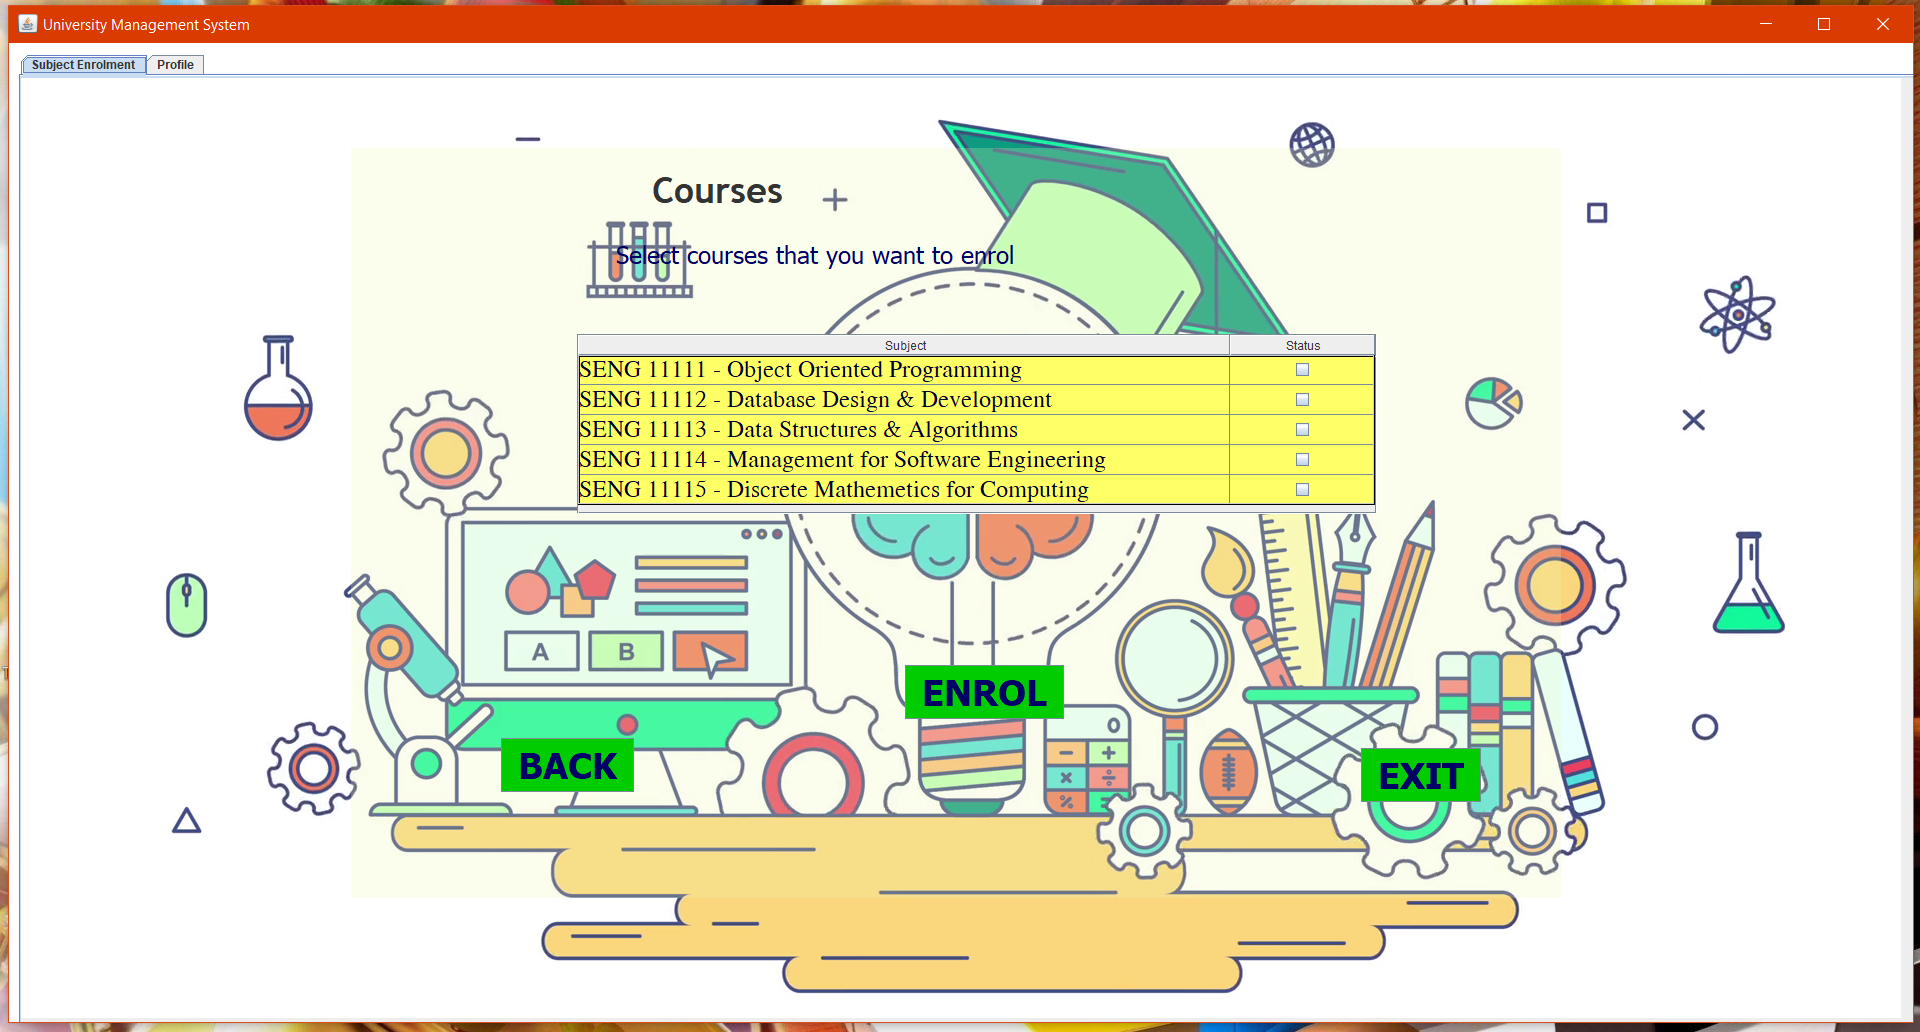 University Management System
Subject Enrolment Profile
Courses
Select courses that you want to enrol
Subject Status
SENG 11111 - Object Oriented Programming
SENG 11112 - Database Design & Development
SENG 11113 - Data Structures & Algorithms
SENG 11114 - Management for Software Engineering
SENG 11115 - Discrete Mathemetics for Computing
A B
ENROL
0
- +
× ÷
%
BACK
EXIT